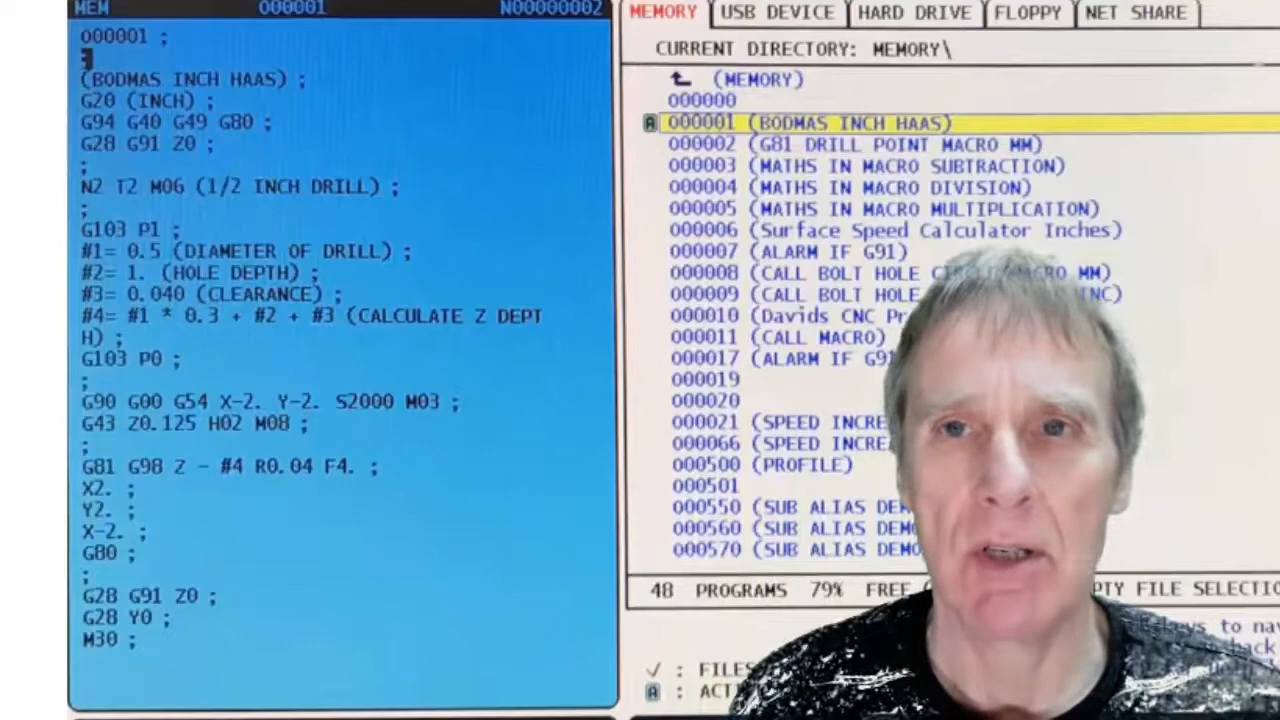 MEM O00001 N00000002
O00001 ;
;
(BODMAS INCH HAAS) ;
G20 (INCH) ;
G94 G40 G49 G80 ;
G28 G91 Z0 ;
;
N2 T2 M06 (1/2 INCH DRILL) ;
;
G103 P1 ;
#1= 0.5 (DIAMETER OF DRILL) ;
#2= 1. (HOLE DEPTH) ;
#3= 0.040 (CLEARANCE) ;
#4= #1 * 0.3 + #2 + #3 (CALCULATE Z DEPT
H) ;
G103 P0 ;
;
G90 G00 G54 X-2. Y-2. S2000 M03 ;
G43 Z0.125 H02 M08 ;
;
G81 G98 Z - #4 R0.04 F4. ;
X2. ;
Y2. ;
X-2. ;
G80 ;
;
G28 G91 Z0 ;
G28 Y0 ;
M30 ;
MEMORY USB DEVICE HARD DRIVE FLOPPY NET SHARE
CURRENT DIRECTORY: MEMORY\
(MEMORY)
O00000
A O00001 (BODMAS INCH HAAS)
O00002 (G81 DRILL POINT MACRO MM)
O00003 (MATHS IN MACRO SUBTRACTION)
O00004 (MATHS IN MACRO DIVISION)
O00005 (MATHS IN MACRO MULTIPLICATION)
O00006 (Surface Speed Calculator Inches)
O00007 (ALARM IF G91)
O00008 (CALL BOLT HOLE MM)
O00009 (CALL BOLT HOLE
O00010 (Davids CNC
O00011 (CALL MACRO)
O00017 (ALARM IF G91
O00019
O00020
O00021 (SPEED
O00066 (SPEED
O00500 (PROFILE)
O00501
O00550 (SUB ALIAS
O00560 (SUB ALIAS
O00570 (SUB ALIAS
48 PROGRAMS 79% FREE FILE
to
: FILES
A :